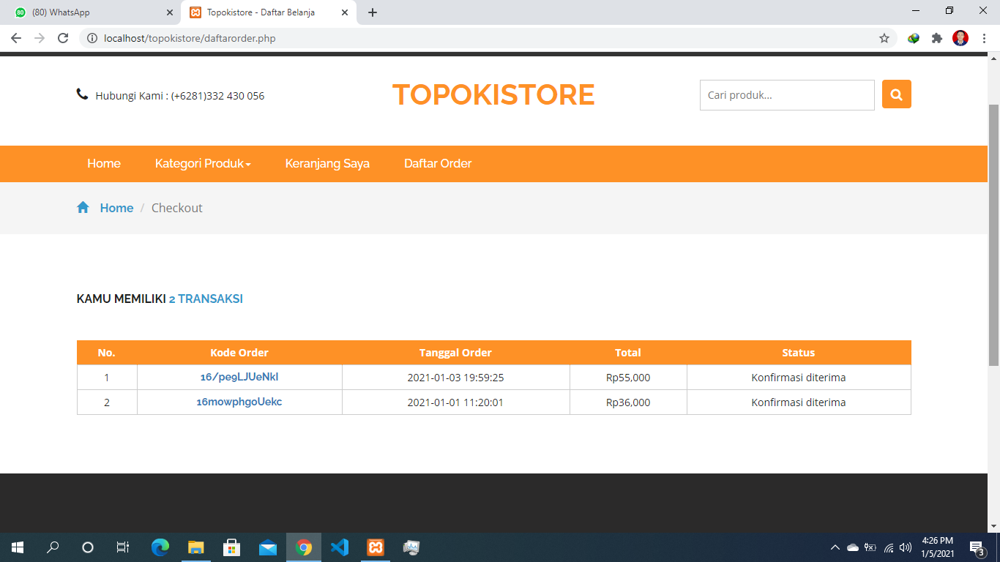 (80) WhatsApp
Topokistore - Daftar Belanja
localhost/topokistore/daftarorder.php
Hubungi Kami : (+6281)332 430 056
TOPOKISTORE
Cari produk...
Home
Kategori Produk
Keranjang Saya
Daftar Order
Home / Checkout
KAMU MEMILIKI 2 TRANSAKSI
No. Kode Order Tanggal Order Total Status
1 16/pe9LJUeNkI 2021-01-03 19:59:25 Rp55,000 Konfirmasi diterima
2 16mowphgoUekc 2021-01-01 11:20:01 Rp36,000 Konfirmasi diterima
4:26 PM
1/5/2021
3